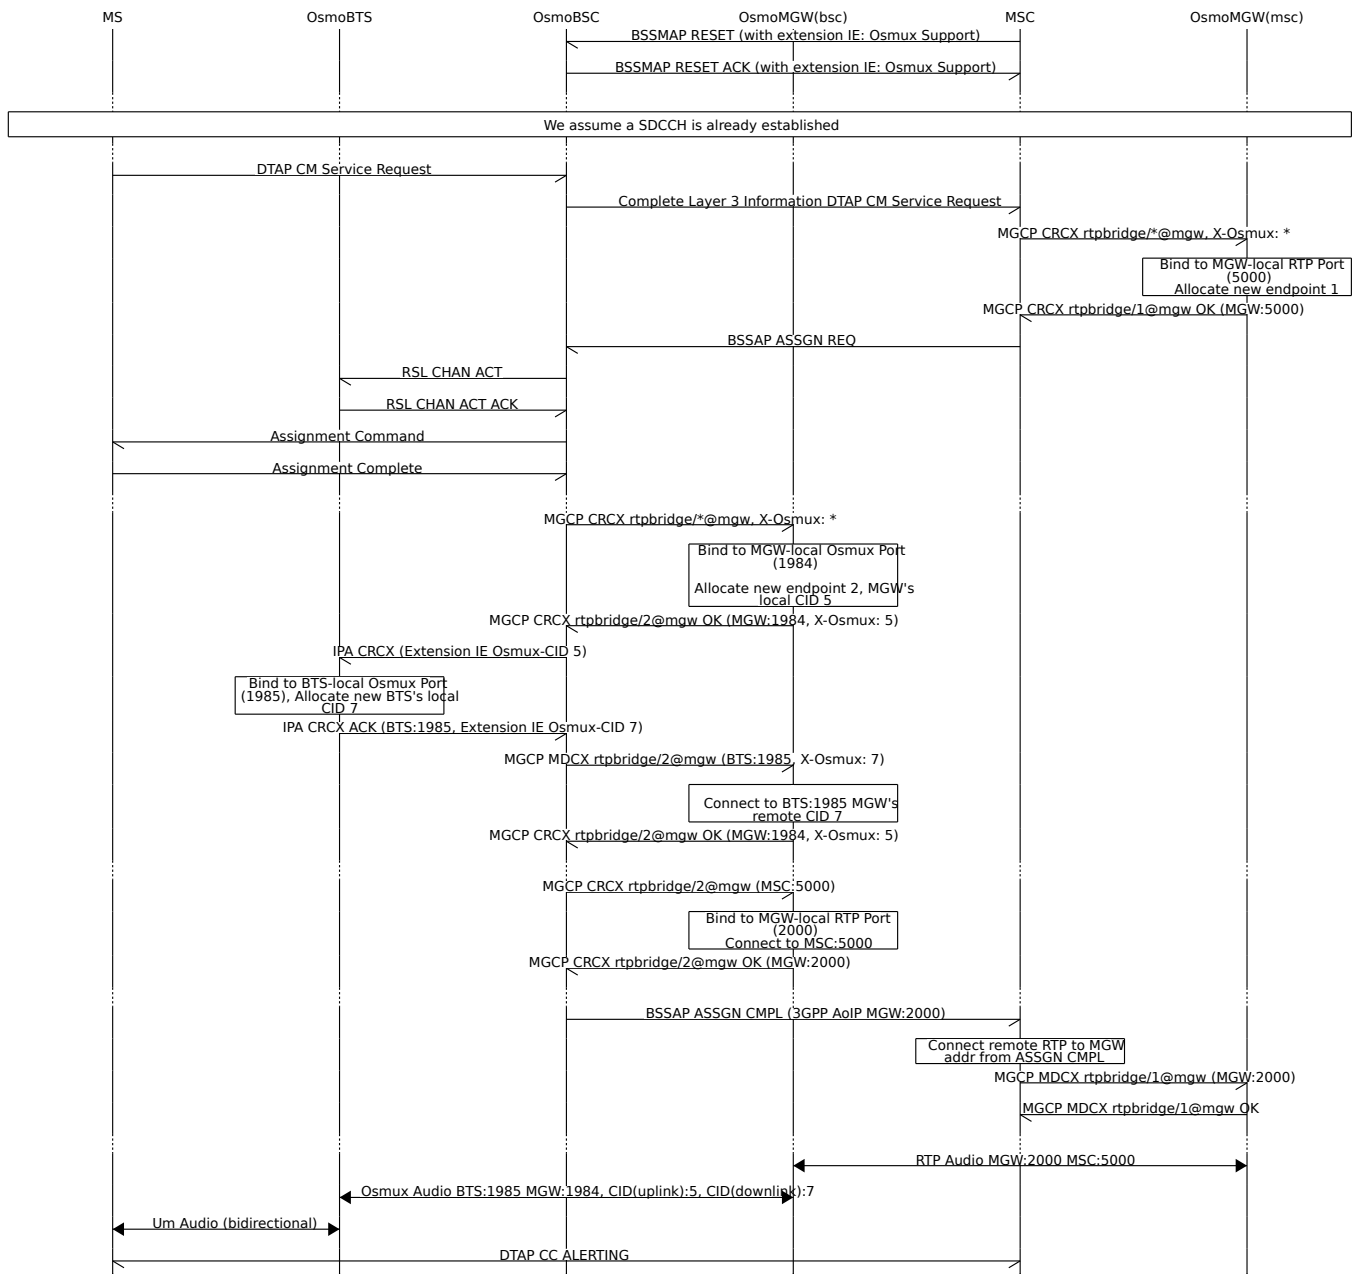 MS OsmoBTS OsmoBSC OsmoMGW(bsc) MSC OsmoMGW(msc)
BSSMAP RESET (with extension IE: Osmux Support)
BSSMAP RESET ACK (with extension IE: Osmux Support)
We assume a SDCCH is already established
DTAP CM Service Request
Complete Layer 3 Information DTAP CM Service Request
MGCP CRCX rtpbridge/*@mgw, X-Osmux: *
Bind to MGW-local RTP Port
(5000)
Allocate new endpoint 1
MGCP CRCX rtpbridge/1@mgw OK (MGW:5000)
BSSAP ASSGN REQ
RSL CHAN ACT
RSL CHAN ACT ACK
Assignment Command
Assignment Complete
MGCP CRCX rtpbridge/*@mgw, X-Osmux: *
Bind to MGW-local Osmux Port
(1984)
Allocate new endpoint 2, MGW's
local CID 5
MGCP CRCX rtpbridge/2@mgw OK (MGW:1984, X-Osmux: 5)
IPA CRCX (Extension IE Osmux-CID 5)
Bind to BTS-local Osmux Port
(1985), Allocate new BTS's local
CID 7
IPA CRCX ACK (BTS:1985, Extension IE Osmux-CID 7)
MGCP MDCX rtpbridge/2@mgw (BTS:1985, X-Osmux: 7)
Connect to BTS:1985 MGW's
remote CID 7
MGCP CRCX rtpbridge/2@mgw OK (MGW:1984, X-Osmux: 5)
MGCP CRCX rtpbridge/2@mgw (MSC:5000)
Bind to MGW-local RTP Port
(2000)
Connect to MSC:5000
MGCP CRCX rtpbridge/2@mgw OK (MGW:2000)
BSSAP ASSGN CMPL (3GPP AoIP MGW:2000)
Connect remote RTP to MGW
addr from ASSGN CMPL
MGCP MDCX rtpbridge/1@mgw (MGW:2000)
MGCP MDCX rtpbridge/1@mgw OK
RTP Audio MGW:2000 MSC:5000
Osmux Audio BTS:1985 MGW:1984, CID(uplink):5, CID(downlink):7
Um Audio (bidirectional)
DTAP CC ALERTING